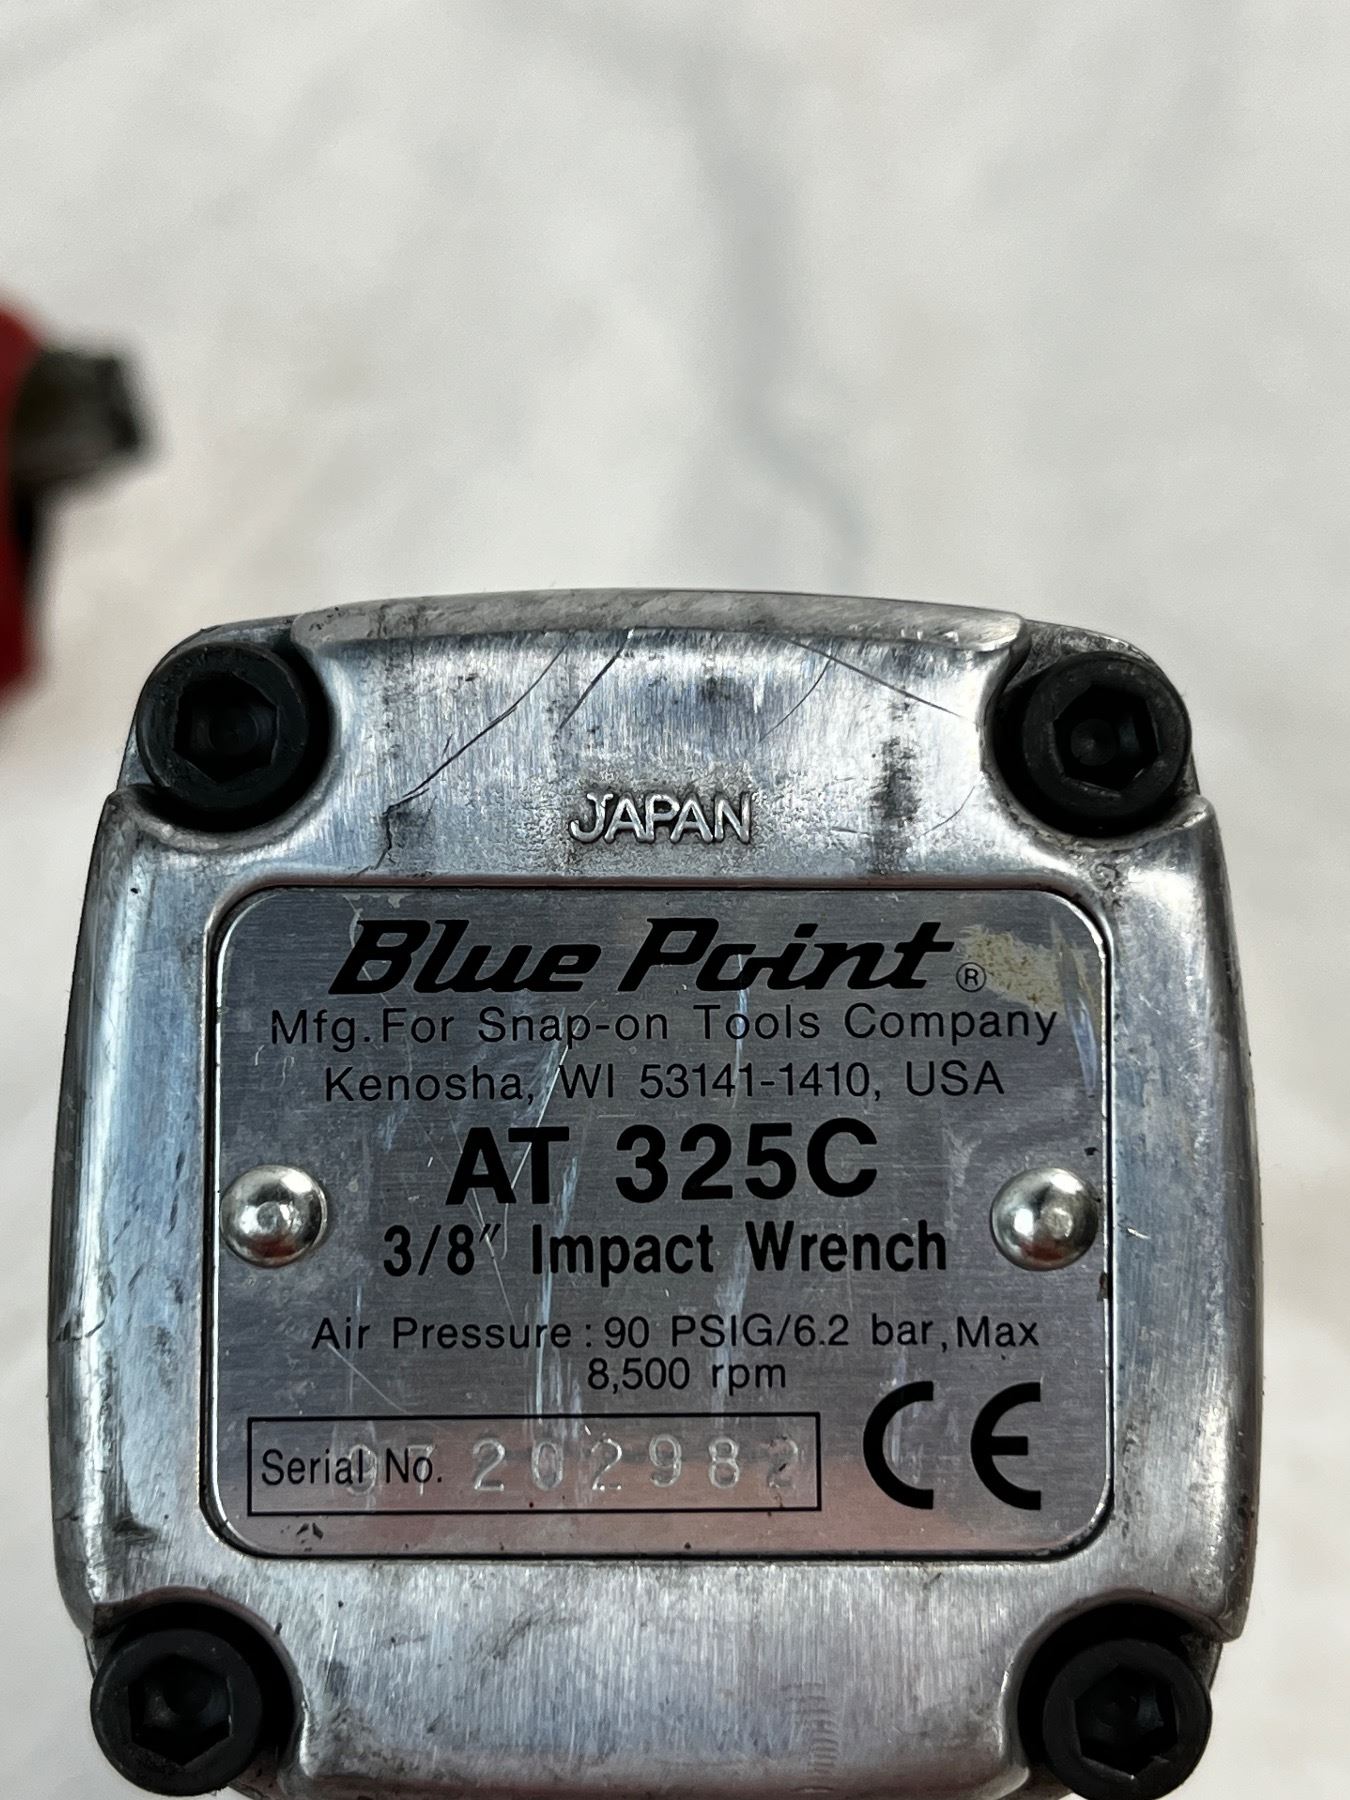 JAPAN
Blue Point ®
Mfg.For Snap-on Tools Company
Kenosha, WI 53141-1410, USA
AT 325C
3/8″ Impact Wrench
Air Pressure : 90 PSIG/6.2 bar, Max
8,500 rpm
Serial No. 97 202982
CE